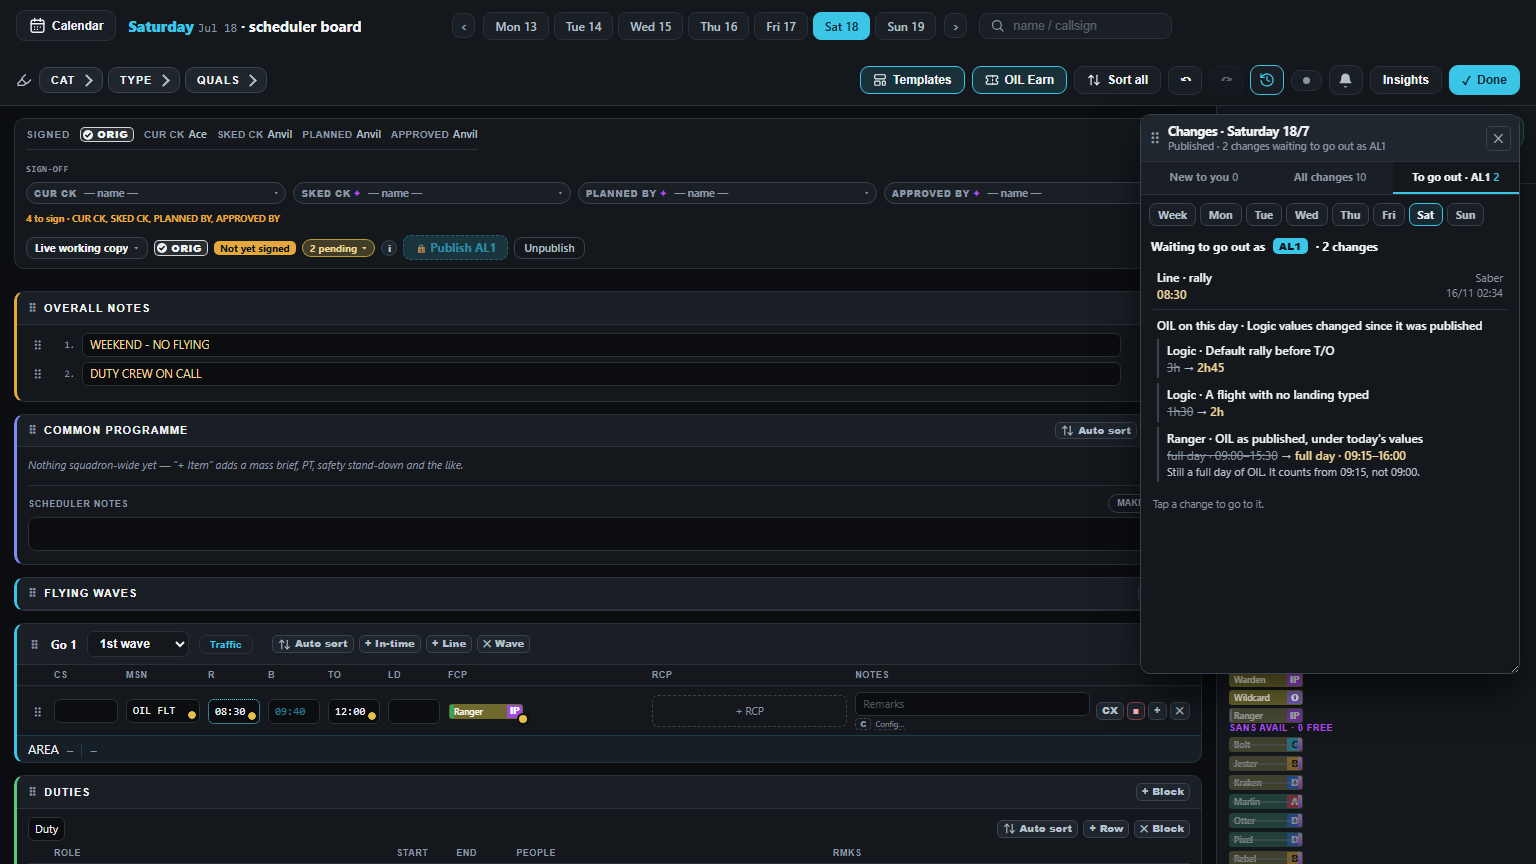 Calendar
Saturday Jul 18 · scheduler board
‹ Mon 13 Tue 14 Wed 15 Thu 16 Fri 17 Sat 18 Sun 19 ›
name / callsign
CAT TYPE QUALS
Templates OIL Earn Sort all Insights ✓ Done
SIGNED ORIG CUR CK Ace SKED CK Anvil PLANNED Anvil APPROVED Anvil
SIGN-OFF
CUR CK — name —
SKED CK ✦ — name —
PLANNED BY ✦ — name —
APPROVED BY ✦ — name —
4 to sign · CUR CK, SKED CK, PLANNED BY, APPROVED BY
Live working copy ORIG Not yet signed 2 pending i Publish AL1 Unpublish
OVERALL NOTES
1. WEEKEND - NO FLYING
2. DUTY CREW ON CALL
COMMON PROGRAMME
Auto sort
Nothing squadron-wide yet — "+ Item" adds a mass brief, PT, safety stand-down and the like.
SCHEDULER NOTES
MAK
FLYING WAVES
Go 1 1st wave Traffic Auto sort + In-time + Line ✕ Wave
CS MSN R B TO LD FCP RCP NOTES
OIL FLT 08:30 09:40 12:00 Ranger IP + RCP Remarks CX + ✕
C Config...
AREA – –
DUTIES
+ Block
Duty
Auto sort + Row ✕ Block
ROLE START END PEOPLE RMKS
Changes · Saturday 18/7
Published · 2 changes waiting to go out as AL1
New to you 0 All changes 10 To go out · AL1 2
Week Mon Tue Wed Thu Fri Sat Sun
Waiting to go out as AL1 · 2 changes
Line · rally Saber
08:30 16/11 02:34
OIL on this day · Logic values changed since it was published
Logic · Default rally before T/O
3h → 2h45
Logic · A flight with no landing typed
1h30 → 2h
Ranger · OIL as published, under today's values
full day · 09:00–15:30 → full day · 09:15–16:00
Still a full day of OIL. It counts from 09:15, not 09:00.
Tap a change to go to it.
Warden IP
Wildcard O
Ranger IP
SANS AVAIL · 0 FREE
Bolt C
Jester B
Kraken D
Marlin A
Otter D
Pixel D
Rebel B